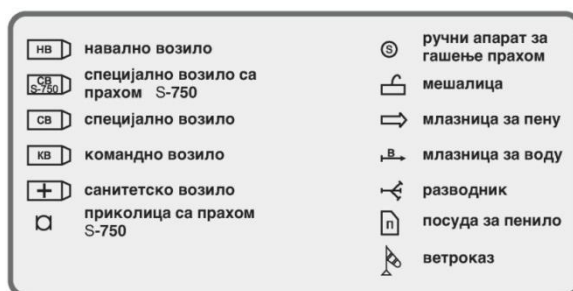 НВ навално возило
СВ S-750 специјално возило са
прахом S-750
СВ специјално возило
КВ командно возило
санитетско возило
приколица са прахом
S-750
S ручни апарат за
гашење прахом
мешалица
млазница за пену
В млазница за воду
разводник
п посуда за пенило
ветроказ